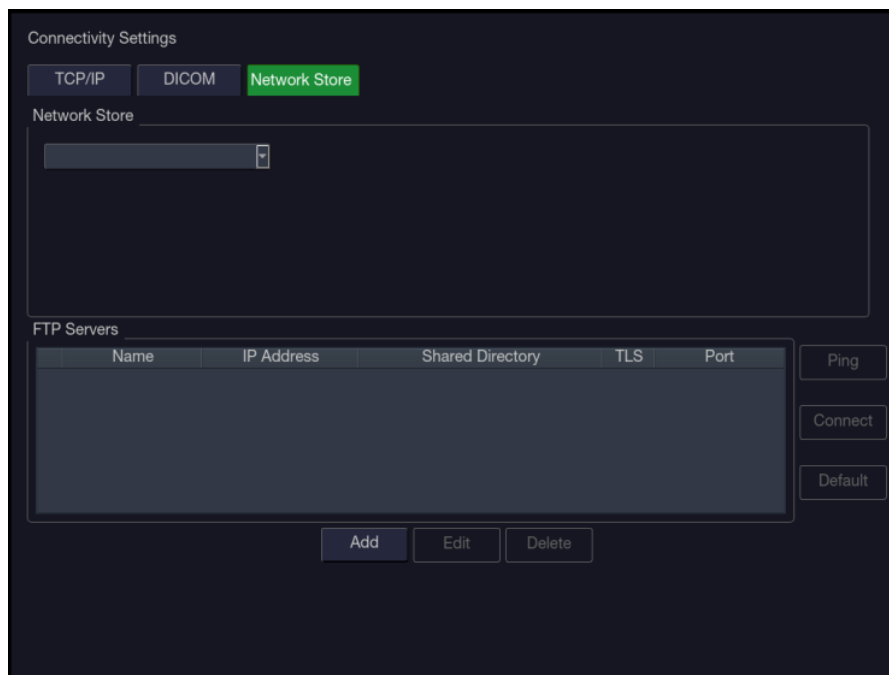 Connectivity Settings
TCP/IP DICOM Network Store
Network Store
FTP Servers
Name IP Address Shared Directory TLS Port
Ping
Connect
Default
Add Edit Delete